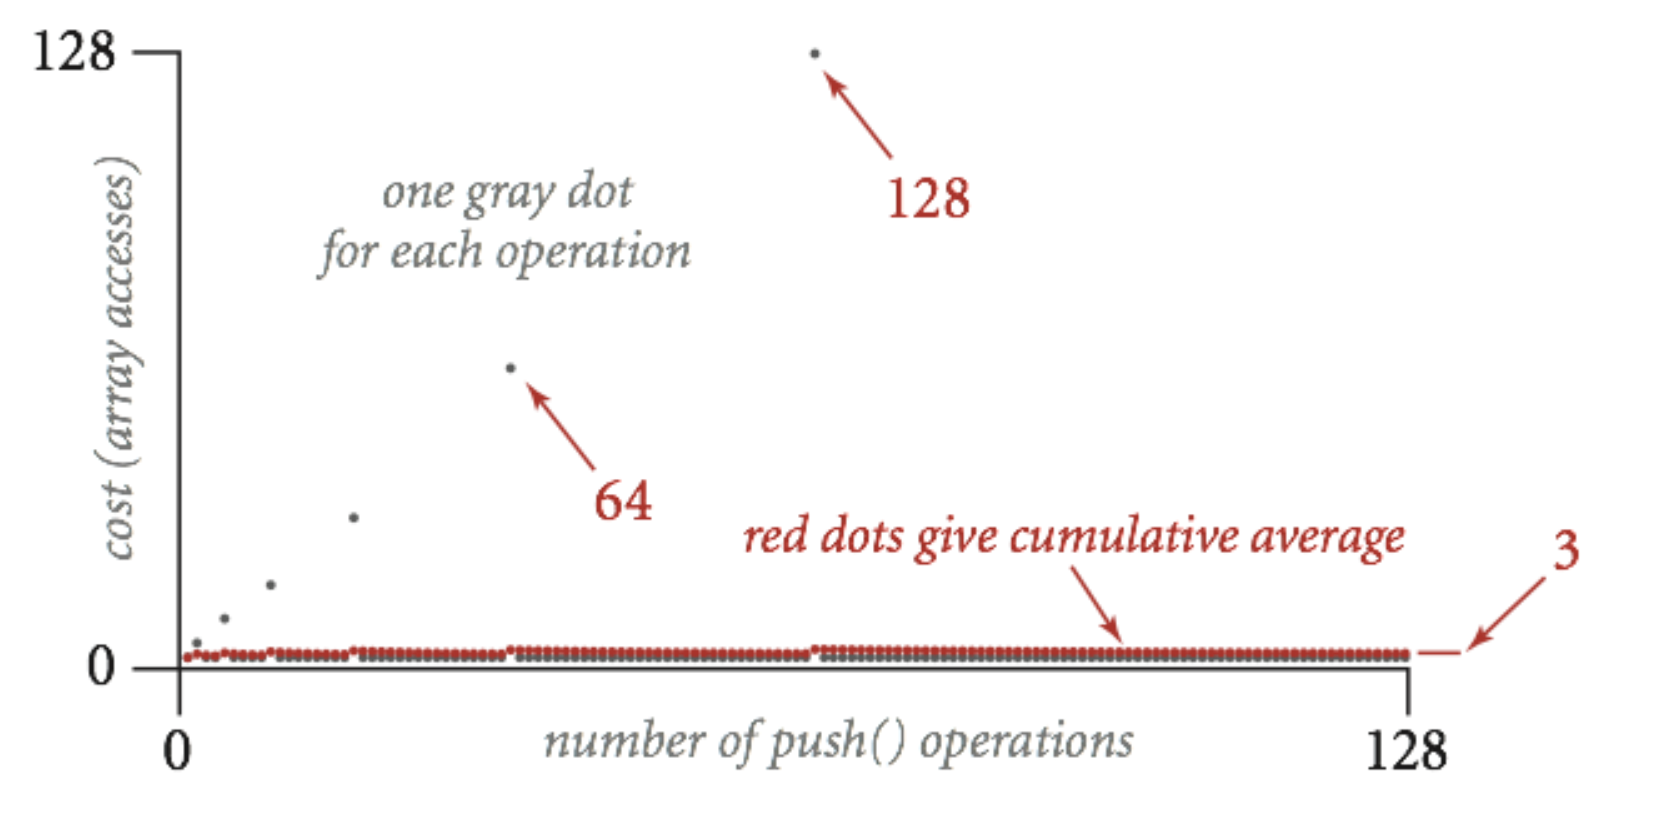 128
cost (array accesses)
one gray dot
for each operation
128
64
red dots give cumulative average
3
0
0
number of push() operations
128